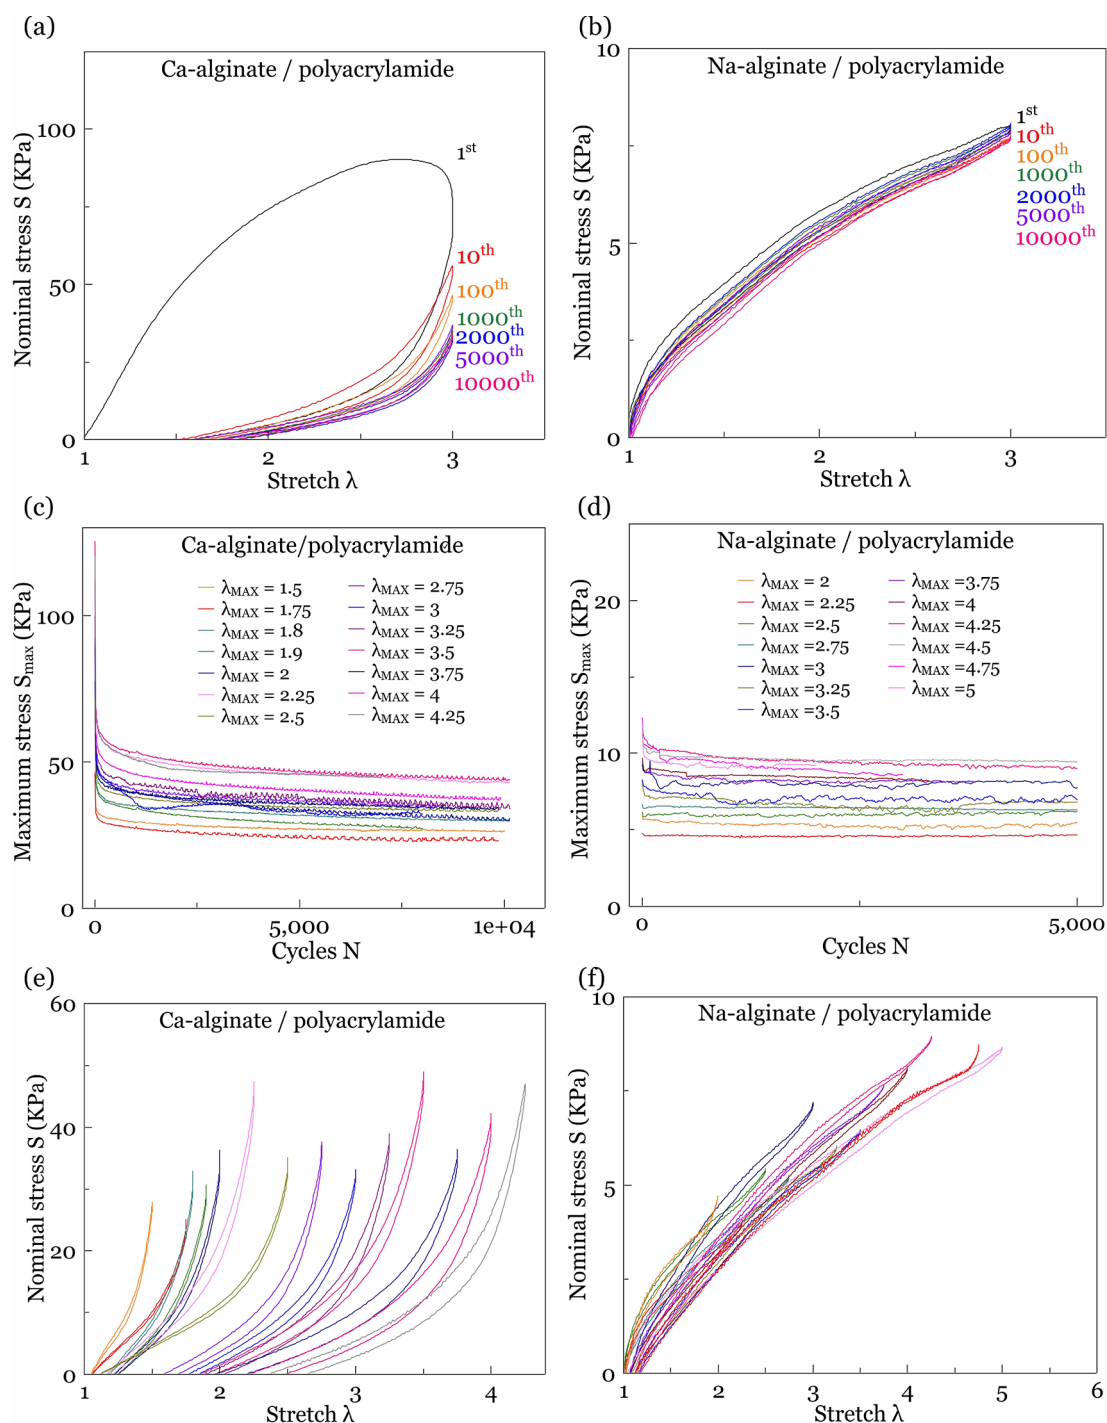 (a)
Ca-alginate / polyacrylamide
Nominal stress S (KPa)
100
50
0
1st
10th
100th
1000th
2000th
5000th
10000th
1
2
3
Stretch λ
(b)
Na-alginate / polyacrylamide
Nominal stress S (KPa)
10
5
0
1st
10th
100th
1000th
2000th
5000th
10000th
1
2
3
Stretch λ
(c)
Ca-alginate/polyacrylamide
Maximum stress Smax (KPa)
100
50
0
λMAX = 1.5
λMAX = 1.75
λMAX = 1.8
λMAX = 1.9
λMAX = 2
λMAX = 2.25
λMAX = 2.5
λMAX = 2.75
λMAX = 3
λMAX = 3.25
λMAX = 3.5
λMAX = 3.75
λMAX = 4
λMAX = 4.25
0
5,000
1e+04
Cycles N
(d)
Na-alginate / polyacrylamide
Maximum stress Smax (KPa)
20
10
0
λMAX = 2
λMAX = 2.25
λMAX =2.5
λMAX =2.75
λMAX =3
λMAX =3.25
λMAX =3.5
λMAX =3.75
λMAX =4
λMAX =4.25
λMAX =4.5
λMAX =4.75
λMAX =5
0
5,000
Cycles N
(e)
Ca-alginate / polyacrylamide
Nominal stress S (KPa)
60
40
20
0
1
2
3
4
Stretch λ
(f)
Na-alginate / polyacrylamide
Nominal stress S (KPa)
10
5
0
1
2
3
4
5
6
Stretch λ